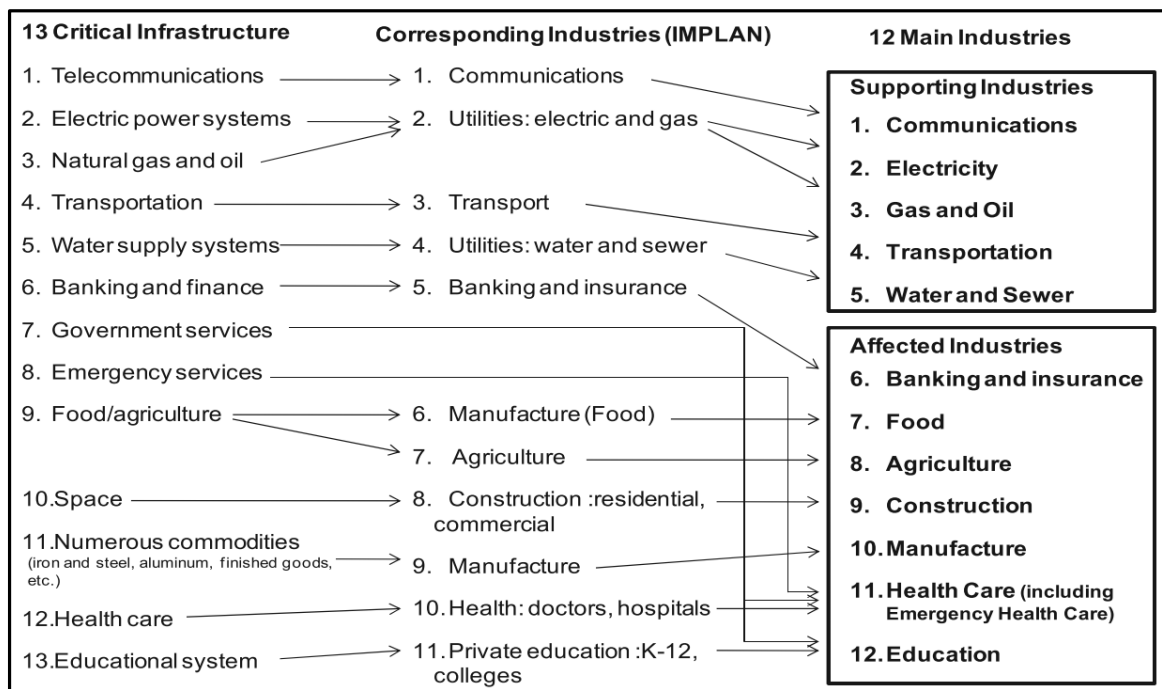 13 Critical Infrastructure
1. Telecommunications
2. Electric power systems
3. Natural gas and oil
4. Transportation
5. Water supply systems
6. Banking and finance
7. Government services
8. Emergency services
9. Food/agriculture
10. Space
11. Numerous commodities
(iron and steel, aluminum, finished goods,
etc.)
12. Health care
13. Educational system
Corresponding Industries (IMPLAN)
1. Communications
2. Utilities: electric and gas
3. Transport
4. Utilities: water and sewer
5. Banking and insurance
6. Manufacture (Food)
7. Agriculture
8. Construction :residential,
commercial
9. Manufacture
10. Health: doctors, hospitals
11. Private education :K-12,
colleges
12 Main Industries
Supporting Industries
1. Communications
2. Electricity
3. Gas and Oil
4. Transportation
5. Water and Sewer
Affected Industries
6. Banking and insurance
7. Food
8. Agriculture
9. Construction
10. Manufacture
11. Health Care (including
Emergency Health Care)
12. Education